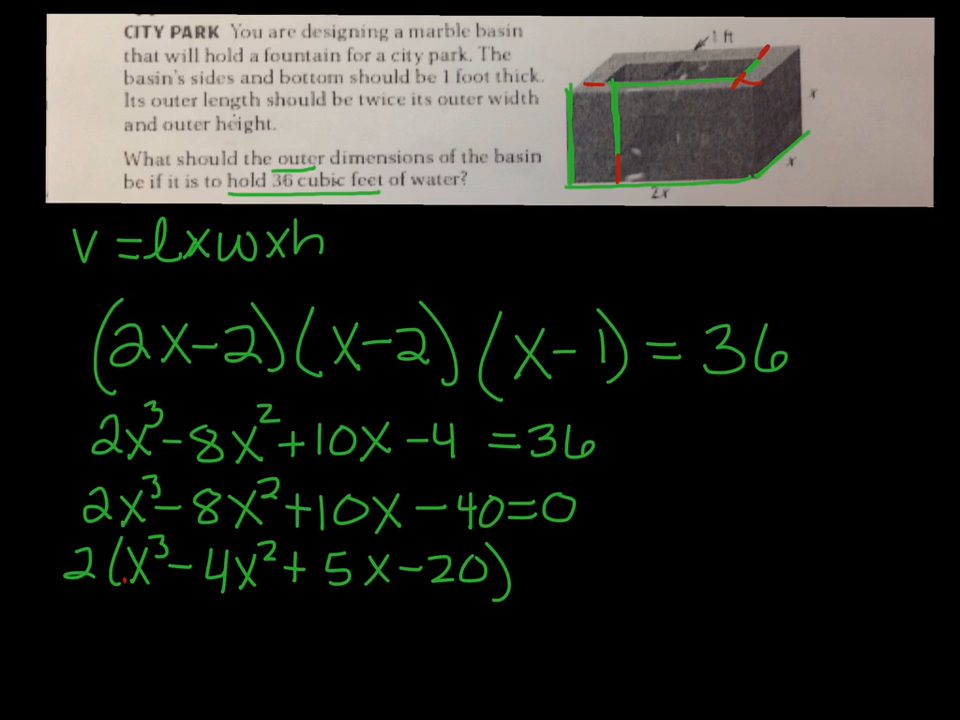 CITY PARK You are designing a marble basin
that will hold a fountain for a city park. The
basin's sides and bottom should be 1 foot thick.
Its outer length should be twice its outer width
and outer height.
What should the outer dimensions of the basin
be if it is to hold 36 cubic feet of water?
1 ft
x
x
2x
V = l x w x h
(2x-2)(x-2)(x-1) = 36
2x³-8x²+10x-4 =36
2x³-8x²+10x-40=0
2(x³-4x²+5x-20)